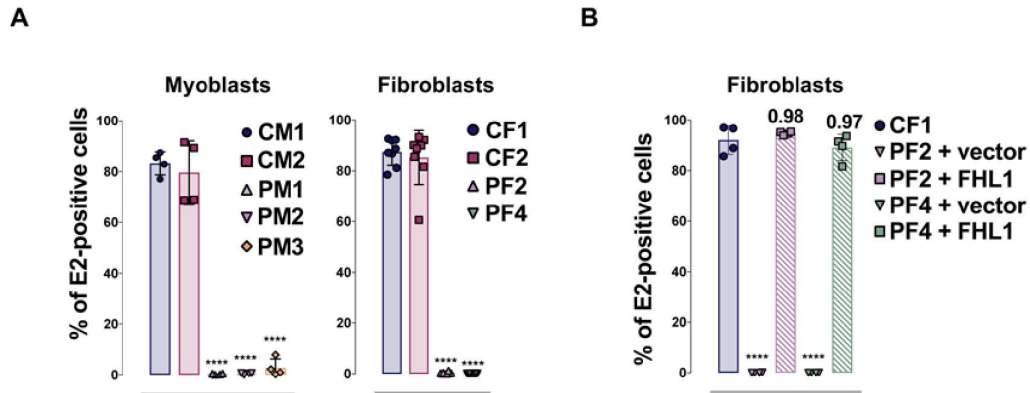 A
B
Myoblasts
Fibroblasts
Fibroblasts
% of E2-positive cells
100
80
60
40
20
0
****
****
****
CM1
CM2
PM1
PM2
PM3
100
80
60
40
20
0
****
****
CF1
CF2
PF2
PF4
% of E2-positive cells
100
80
60
40
20
0
****
0.98
****
0.97
CF1
PF2 + vector
PF2 + FHL1
PF4 + vector
PF4 + FHL1